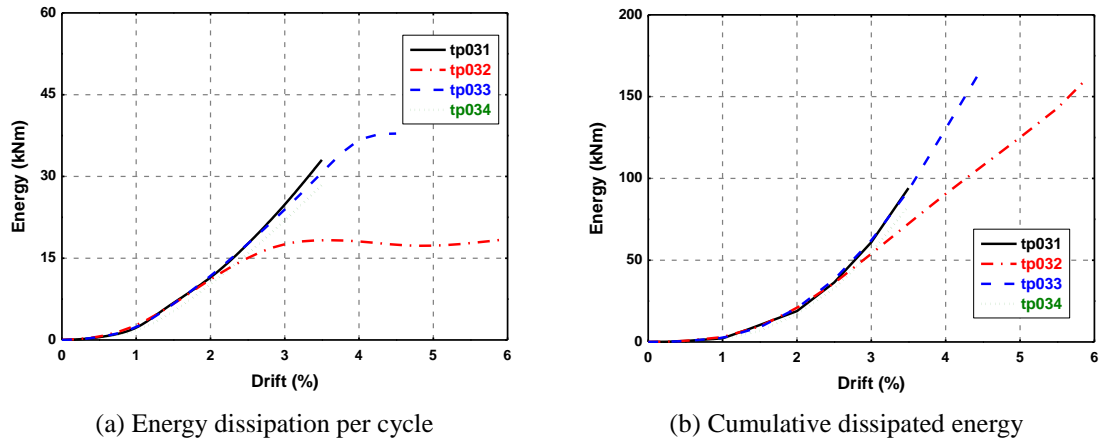 60
45
30
15
0
Energy (kNm)
0 1 2 3 4 5 6
Drift (%)
tp031
tp032
tp033
tp034
(a) Energy dissipation per cycle
200
150
100
50
0
Energy (kNm)
0 1 2 3 4 5 6
Drift (%)
tp031
tp032
tp033
tp034
(b) Cumulative dissipated energy